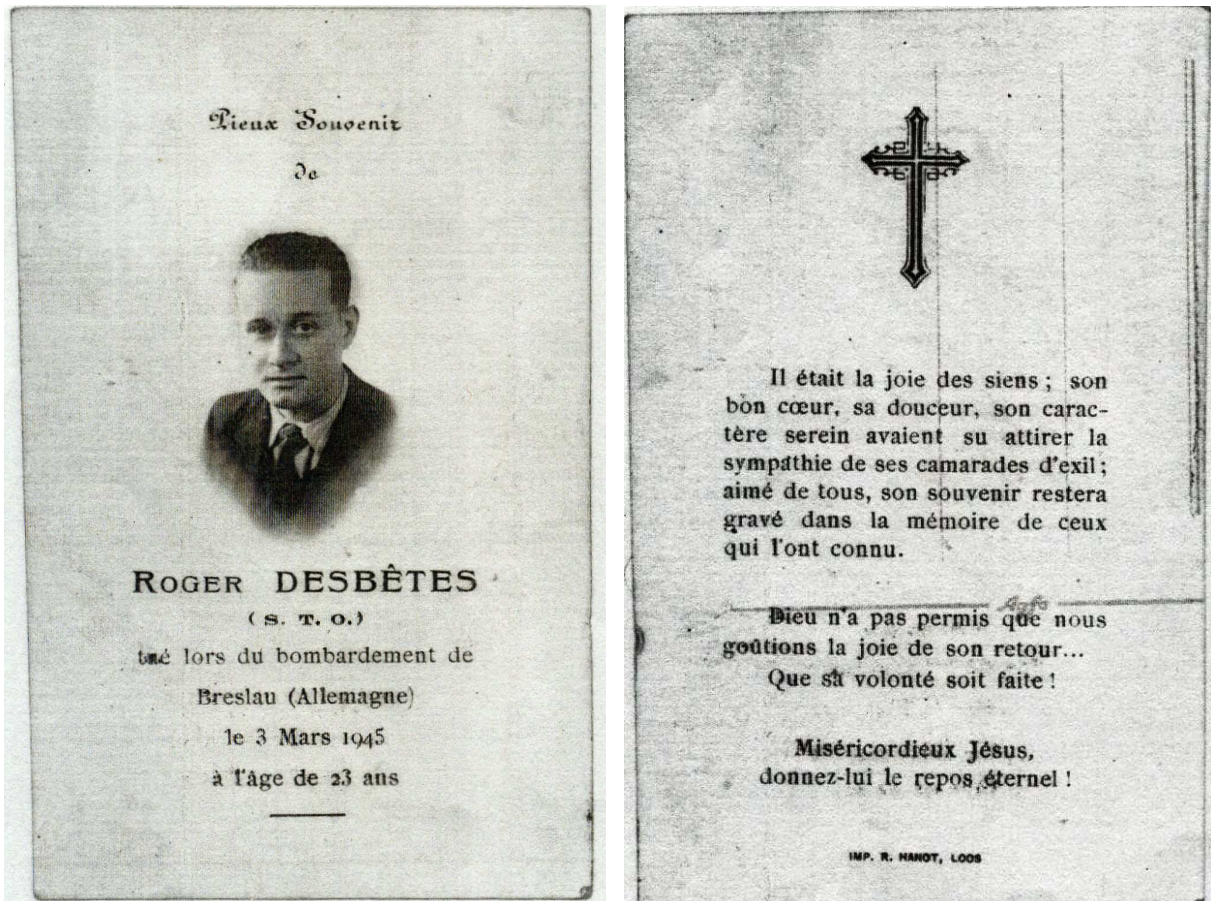 Pieux Souvenir
de
ROGER DESBÊTES
(S. T. O.)
tué lors du bombardement de
Breslau (Allemagne)
le 3 Mars 1945
à l'âge de 23 ans
Il était la joie des siens ; son
bon cœur, sa douceur, son carac-
tère serein avaient su attirer la
sympathie de ses camarades d'exil ;
aimé de tous, son souvenir restera
gravé dans la mémoire de ceux
qui l'ont connu.
Dieu n'a pas permis que nous
goûtions la joie de son retour...
Que sa volonté soit faite !
Miséricordieux Jésus,
donnez-lui le repos éternel !
IMP. R. HANOT, LOOS